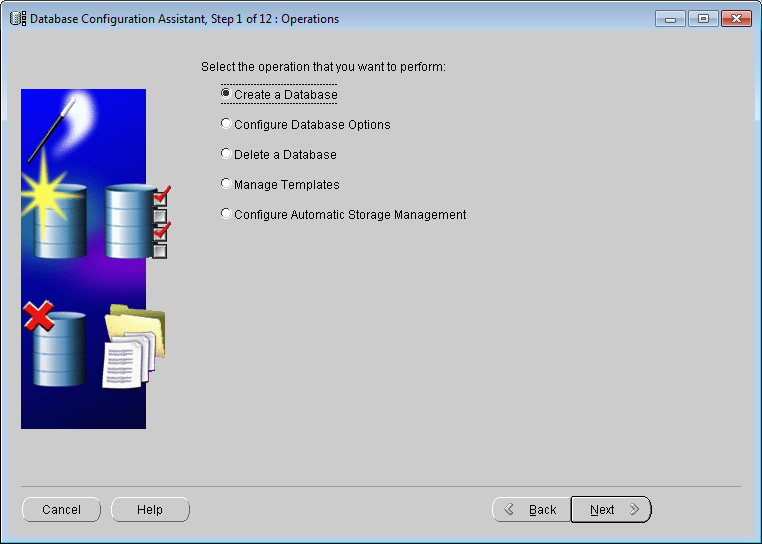 Database Configuration Assistant, Step 1 of 12 : Operations
Select the operation that you want to perform:
Create a Database
Configure Database Options
Delete a Database
Manage Templates
Configure Automatic Storage Management
Cancel
Help
Back
Next